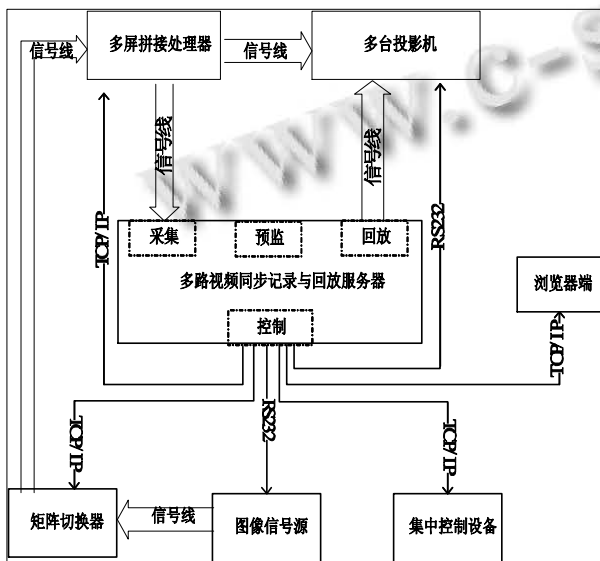 信号线
多屏拼接处理器
信号线
多台投影机
www.c-s
信号线
信号线
TCP/IP
RS232
采集
预监
回放
多路视频同步记录与回放服务器
控制
浏览器端
TCP/IP
TCP/IP
RS232
TCP/IP
矩阵切换器
信号线
图像信号源
集中控制设备